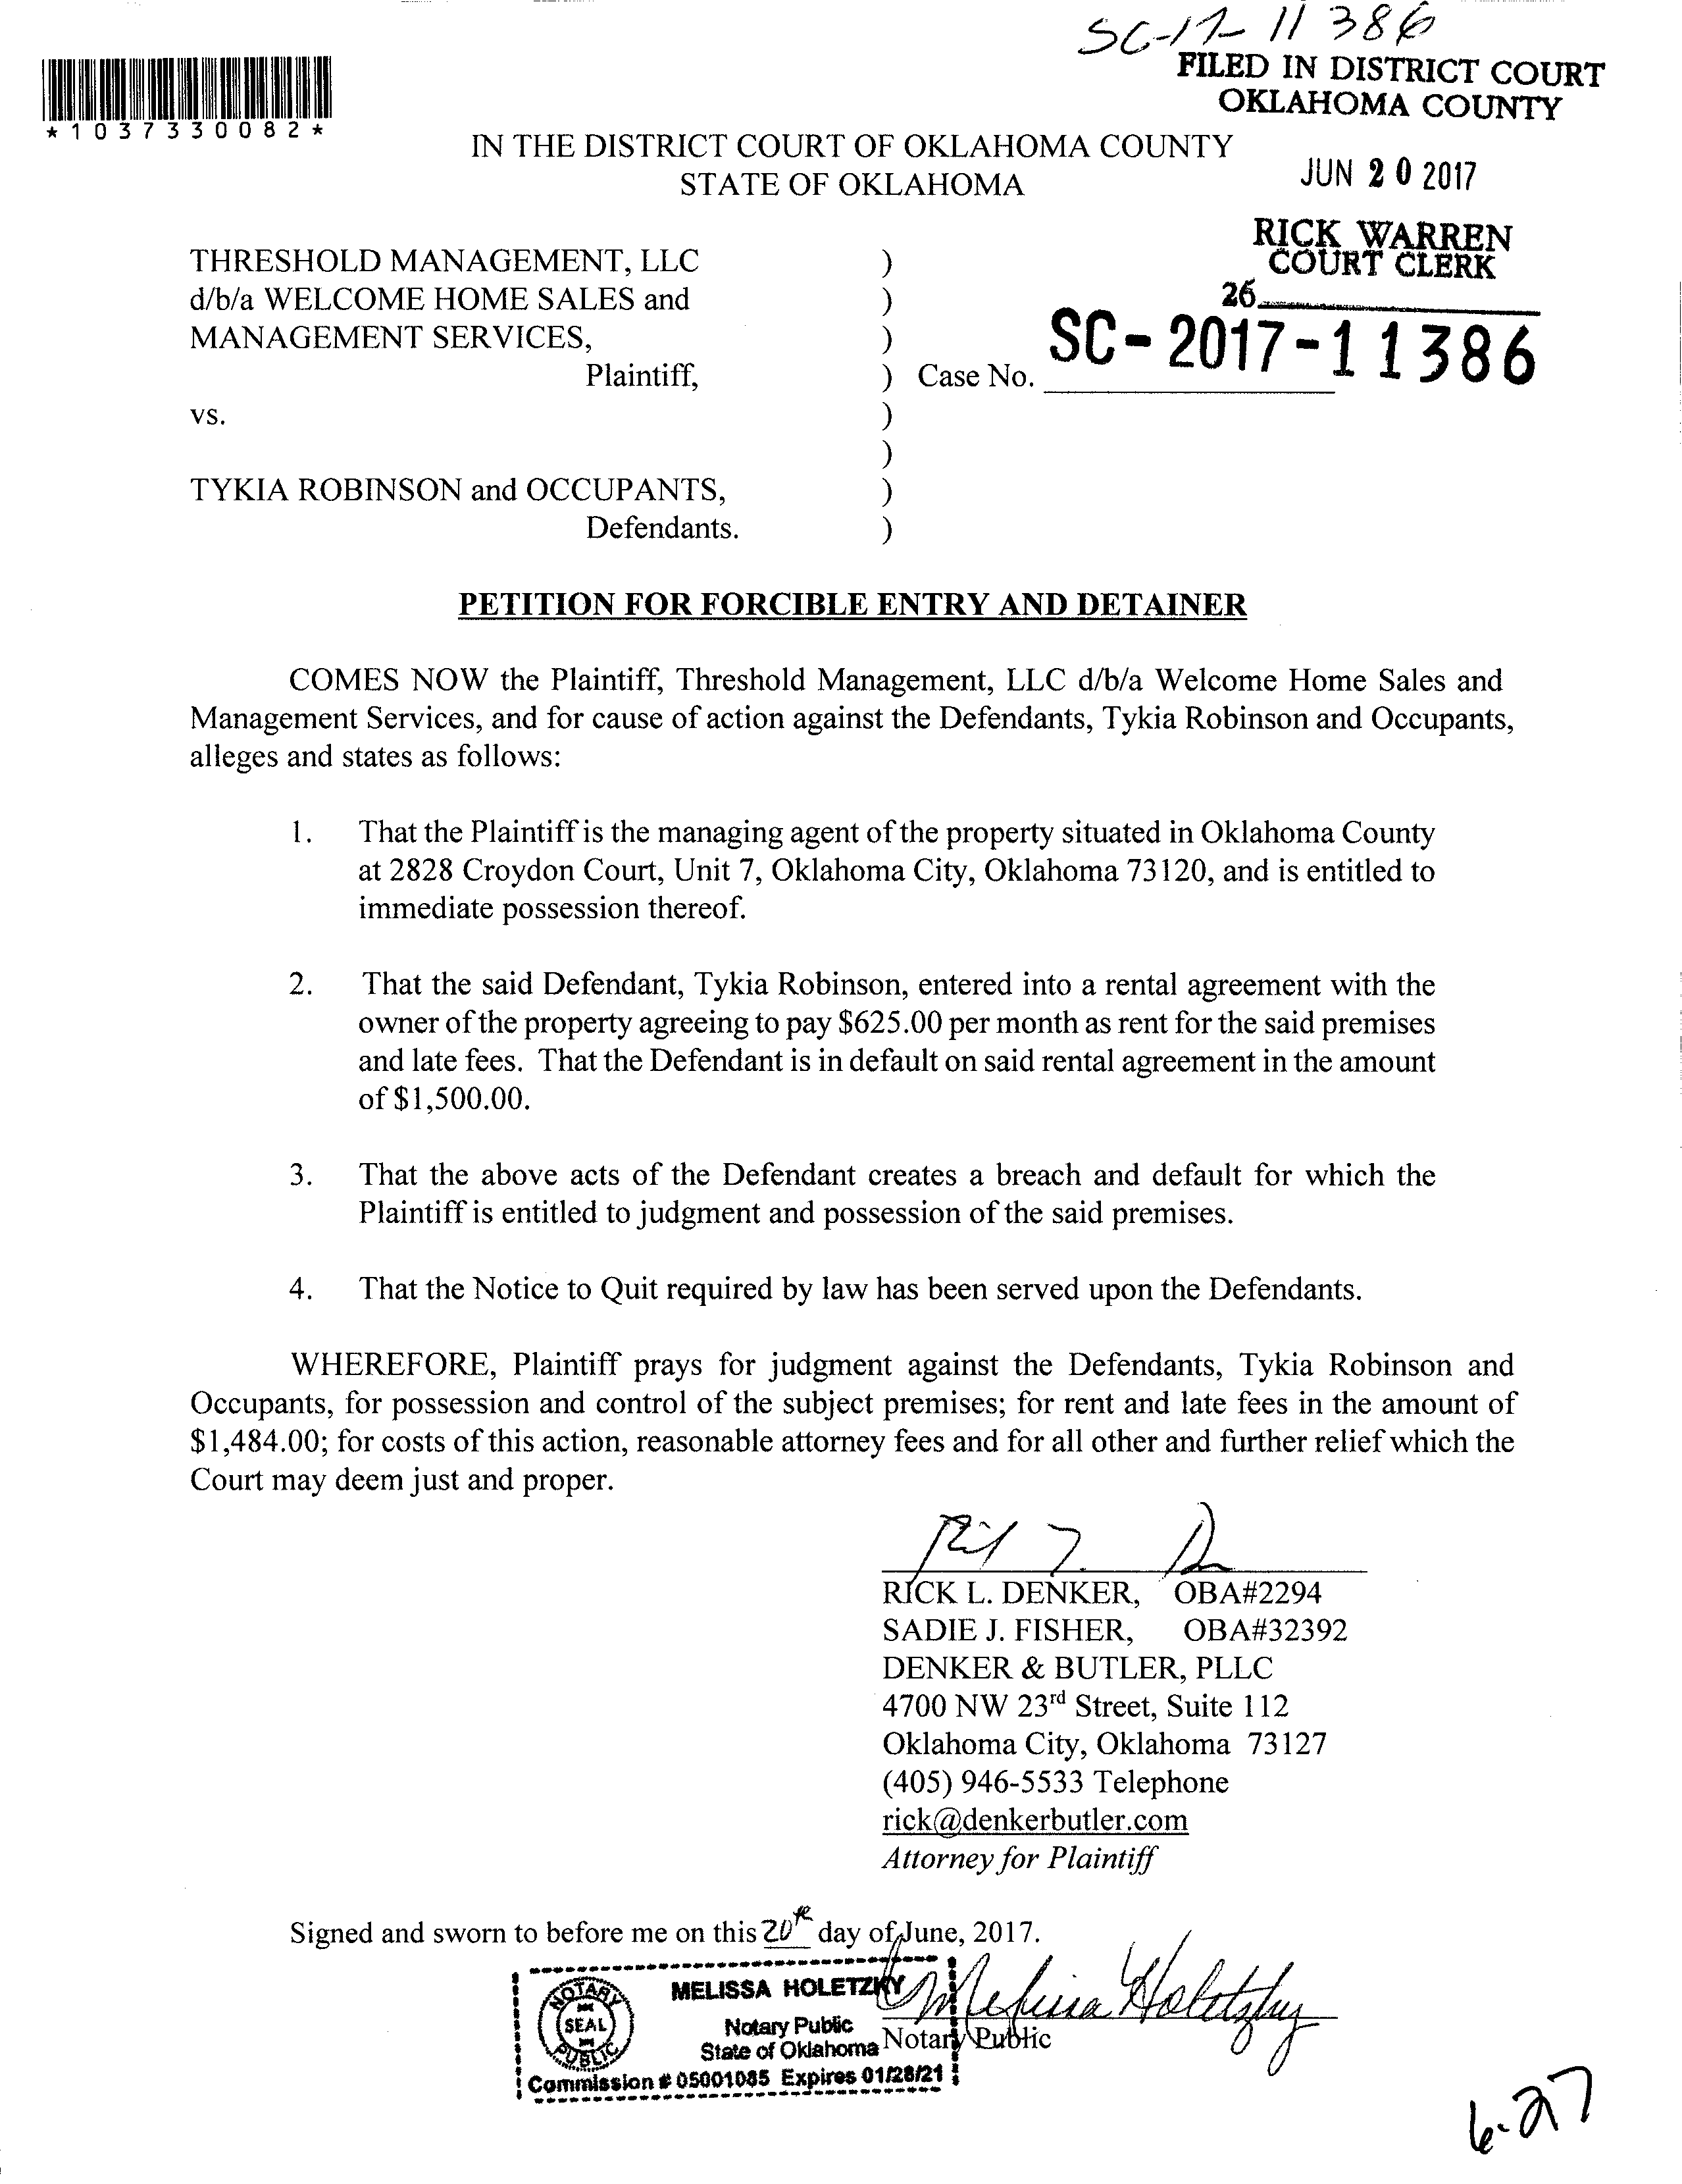 SC-17-11386
FILED IN DISTRICT COURT
OKLAHOMA COUNTY
*1037330082*
IN THE DISTRICT COURT OF OKLAHOMA COUNTY
STATE OF OKLAHOMA
JUN 20 2017
RICK WARREN
COURT CLERK
26
THRESHOLD MANAGEMENT, LLC )
d/b/a WELCOME HOME SALES and )
MANAGEMENT SERVICES, )
Plaintiff, ) Case No. SC-2017-11386
vs. )
)
TYKIA ROBINSON and OCCUPANTS, )
Defendants. )
PETITION FOR FORCIBLE ENTRY AND DETAINER
COMES NOW the Plaintiff, Threshold Management, LLC d/b/a Welcome Home Sales and
Management Services, and for cause of action against the Defendants, Tykia Robinson and Occupants,
alleges and states as follows:
1. That the Plaintiff is the managing agent of the property situated in Oklahoma County
at 2828 Croydon Court, Unit 7, Oklahoma City, Oklahoma 73120, and is entitled to
immediate possession thereof.
2. That the said Defendant, Tykia Robinson, entered into a rental agreement with the
owner of the property agreeing to pay $625.00 per month as rent for the said premises
and late fees. That the Defendant is in default on said rental agreement in the amount
of $1,500.00.
3. That the above acts of the Defendant creates a breach and default for which the
Plaintiff is entitled to judgment and possession of the said premises.
4. That the Notice to Quit required by law has been served upon the Defendants.
WHEREFORE, Plaintiff prays for judgment against the Defendants, Tykia Robinson and
Occupants, for possession and control of the subject premises; for rent and late fees in the amount of
$1,484.00; for costs of this action, reasonable attorney fees and for all other and further relief which the
Court may deem just and proper.
RICK L. DENKER, OBA#2294
SADIE J. FISHER, OBA#32392
DENKER & BUTLER, PLLC
4700 NW 23rd Street, Suite 112
Oklahoma City, Oklahoma 73127
(405) 946-5533 Telephone
rick@denkerbutler.com
Attorney for Plaintiff
Signed and sworn to before me on this 20th day of June, 2017.
NOTARY
SEAL
PUBLIC
MELISSA HOLETZKY
Notary Public
State of Oklahoma
Commission # 05001085 Expires 01/28/21
Melissa Holetzky
Notary Public
6-27